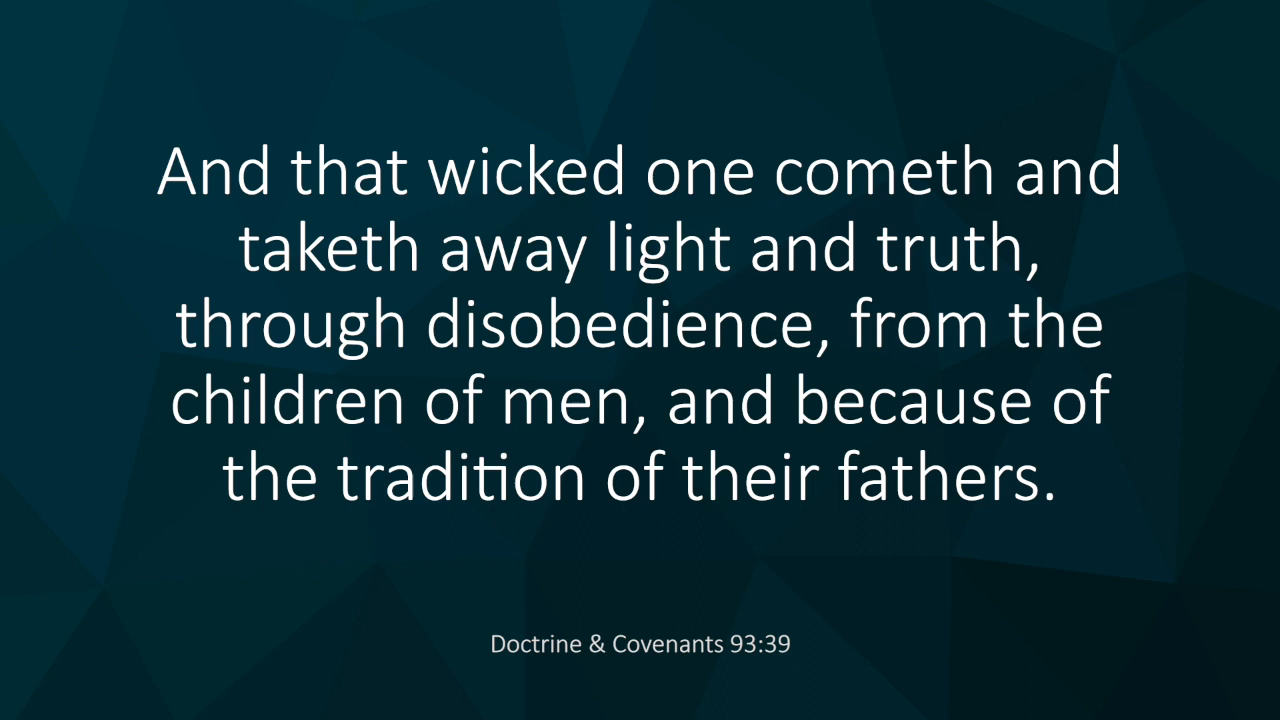 And that wicked one cometh and
taketh away light and truth,
through disobedience, from the
children of men, and because of
the tradition of their fathers.
Doctrine & Covenants 93:39